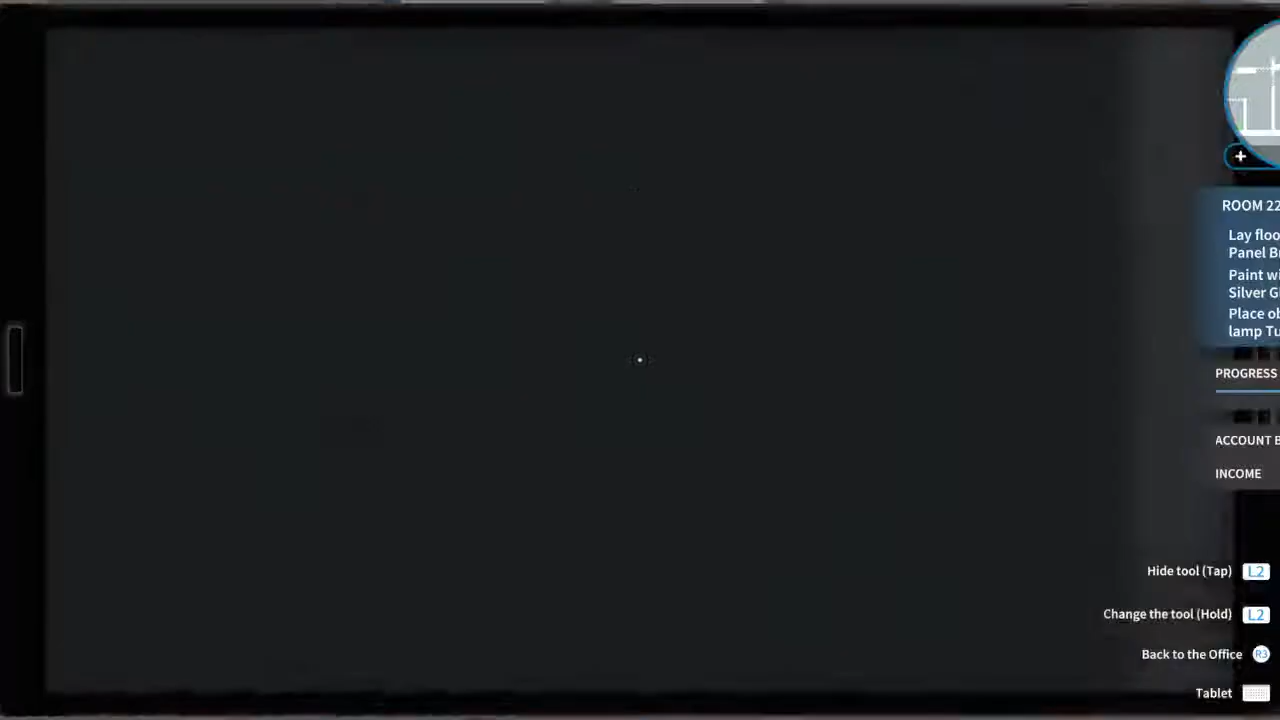 ROOM 22
Lay floo
Panel B
Paint wi
Silver G
Place ob
lamp Tu
PROGRESS
ACCOUNT B
INCOME
Hide tool (Tap) L2
Change the tool (Hold) L2
Back to the Office R3
Tablet